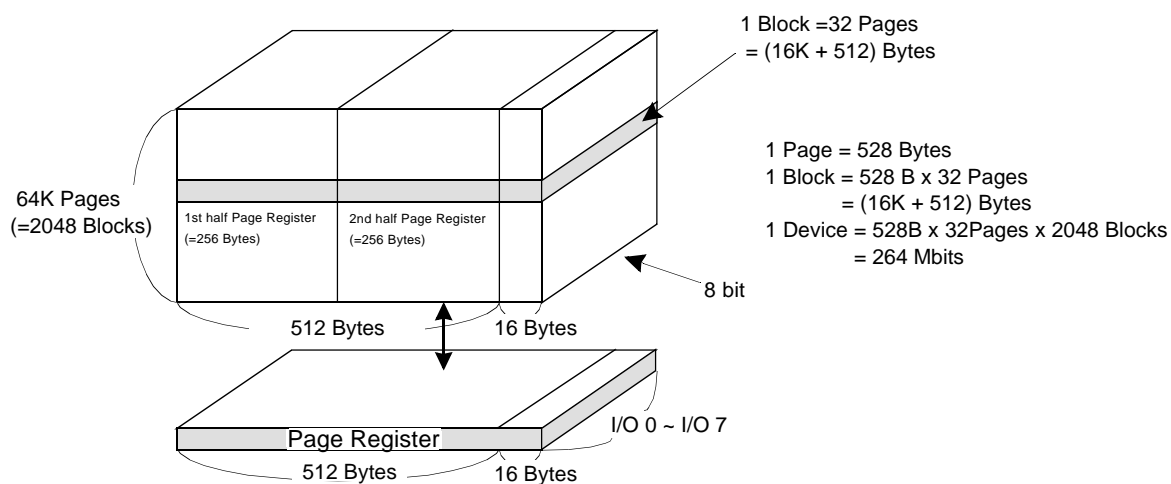 1 Block =32 Pages
= (16K + 512) Bytes
1 Page = 528 Bytes
1 Block = 528 B x 32 Pages
= (16K + 512) Bytes
1 Device = 528B x 32Pages x 2048 Blocks
= 264 Mbits
64K Pages
(=2048 Blocks)
1st half Page Register
(=256 Bytes)
2nd half Page Register
(=256 Bytes)
8 bit
512 Bytes
16 Bytes
I/O 0 ~ I/O 7
Page Register
512 Bytes
16 Bytes